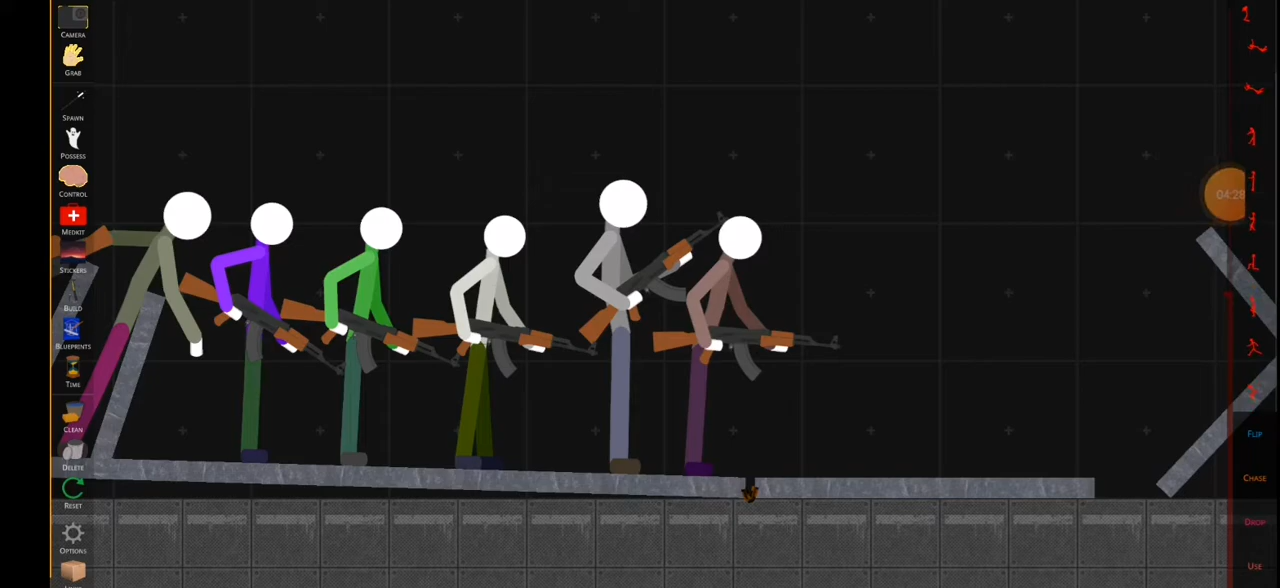 CAMERA
GRAB
SPAWN
POSSESS
CONTROL
MEDKIT
04:28
STICKERS
BUILD
BLUEPRINTS
TIME
CLEAN
FLIP
DELETE
CHASE
RESET
DROP
OPTIONS
USE